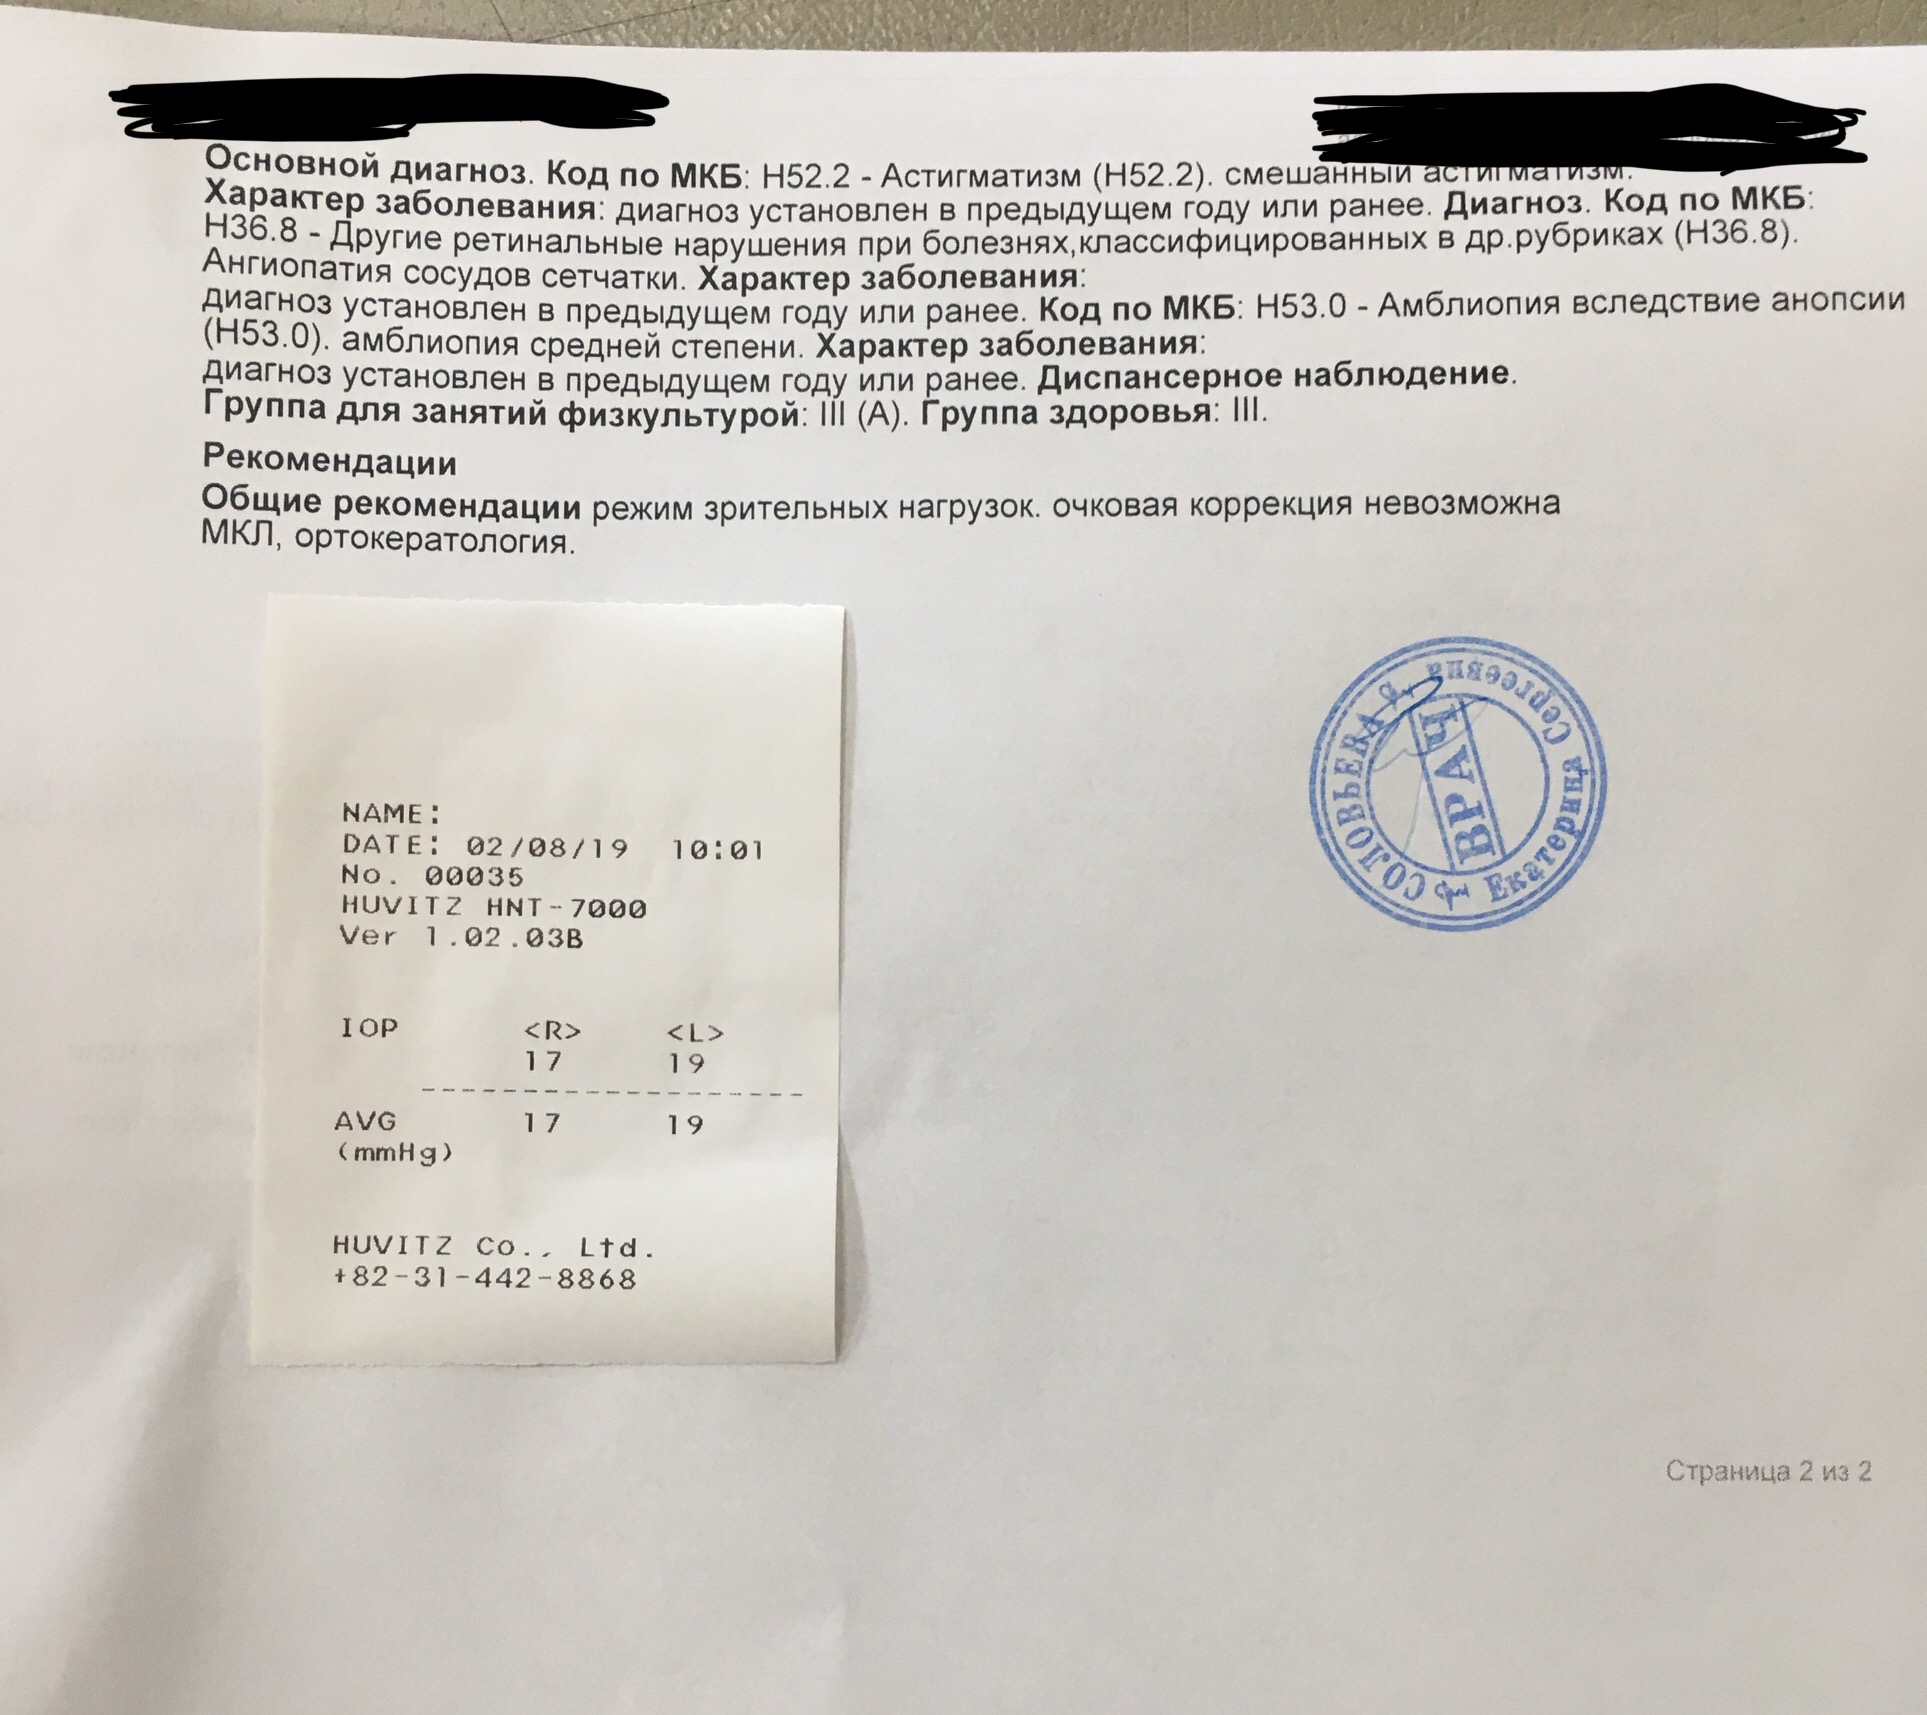 Основной диагноз. Код по МКБ: H52.2 - Астигматизм (H52.2). смешанный астигматизм.
Характер заболевания: диагноз установлен в предыдущем году или ранее. Диагноз. Код по МКБ:
H36.8 - Другие ретинальные нарушения при болезнях,классифицированных в др.рубриках (H36.8).
Ангиопатия сосудов сетчатки. Характер заболевания:
диагноз установлен в предыдущем году или ранее. Код по МКБ: H53.0 - Амблиопия вследствие анопсии
(H53.0). амблиопия средней степени. Характер заболевания:
диагноз установлен в предыдущем году или ранее. Диспансерное наблюдение.
Группа для занятий физкультурой: III (А). Группа здоровья: III.
Рекомендации
Общие рекомендации режим зрительных нагрузок. очковая коррекция невозможна
МКЛ, ортокератология.
NAME:
DATE: 02/08/19 10:01
No. 00035
HUVITZ HNT-7000
Ver 1.02.03B
IOP <R> <L>
17 19
AVG 17 19
(mmHg)
HUVITZ Co., Ltd.
+82-31-442-8868
СОЛОВЬЕВА
Екатерина Сергеевна
ВРАЧ
Страница 2 из 2